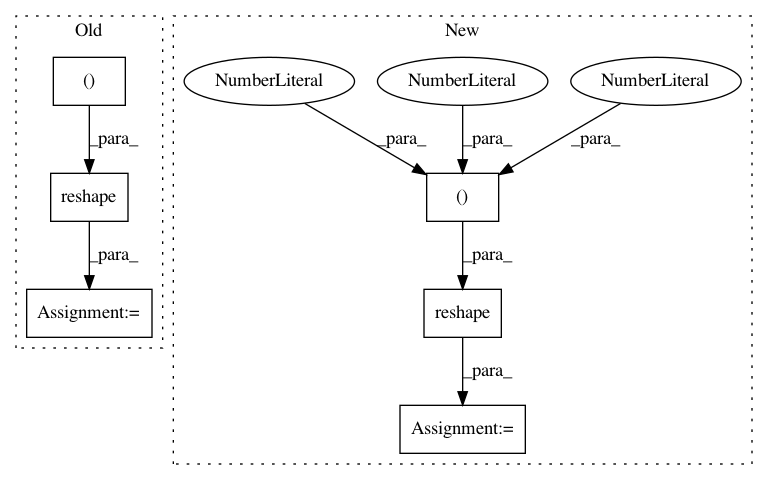 Old
New
()
NumberLiteral
NumberLiteral
NumberLiteral
_para_
_para_
_para_
_para_
reshape
()
_para_
_para_
Assignment:=
reshape
_para_
Assignment:=